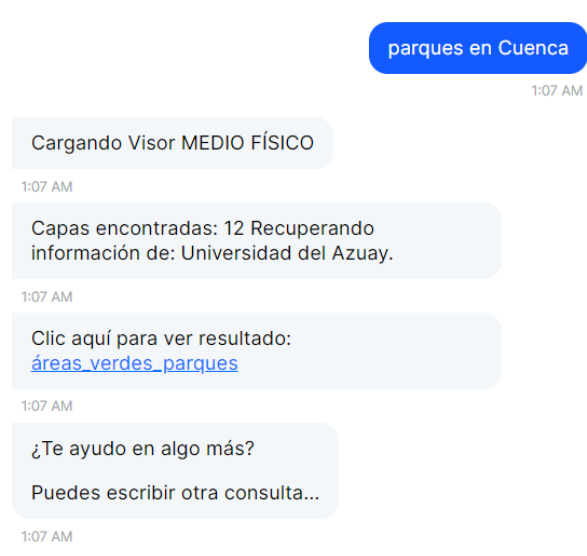 parques en Cuenca
1:07 AM
Cargando Visor MEDIO FÍSICO
1:07 AM
Capas encontradas: 12 Recuperando
información de: Universidad del Azuay.
1:07 AM
Clic aquí para ver resultado:
áreas_verdes_parques
1:07 AM
¿Te ayudo en algo más?
Puedes escribir otra consulta...
1:07 AM